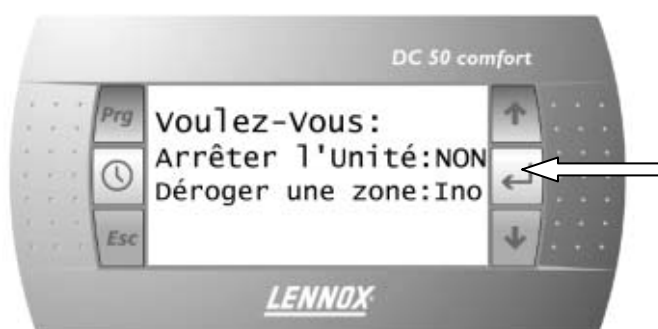 DC 50 comfort
Prg
Voulez-Vous:
Arrêter l'Unité:NON
Déroger une zone:Ino
Esc
LENNOX